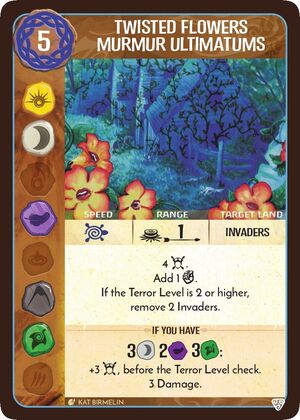 5
TWISTED FLOWERS
MURMUR ULTIMATUMS
SPEED RANGE TARGET LAND
1 INVADERS
4 .
Add 1 .
If the Terror Level is 2 or higher,
remove 2 Invaders.
IF YOU HAVE
3 2 3 :
+3 , before the Terror Level check.
3 Damage.
KAT BIRMELIN